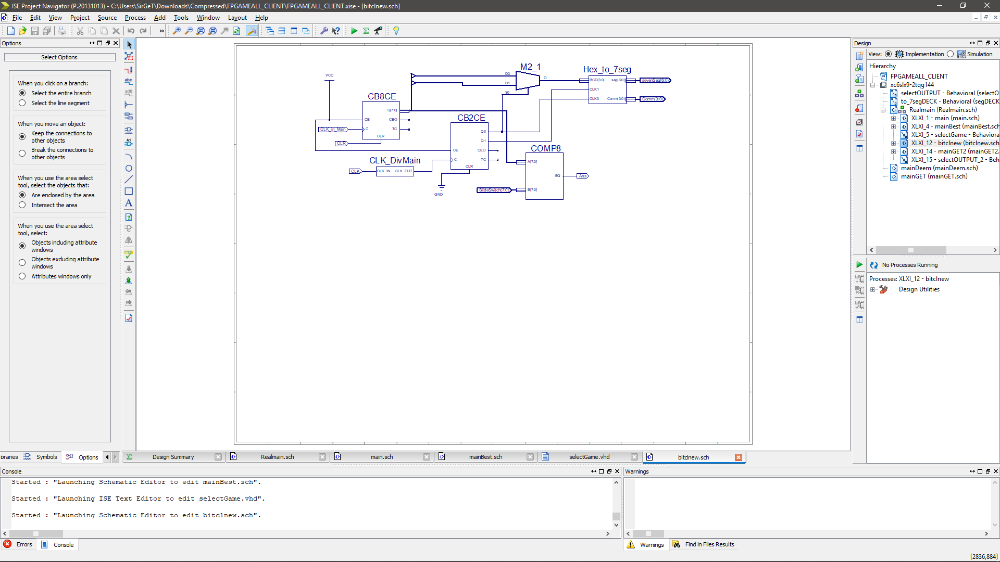 ISE Project Navigator (P.20131013) - C:\Users\SirGeT\Downloads\Compressed\FPGAMEALL_CLIENT\FPGAMEALL_CLIENT.xise - [bitclnew.sch]
File Edit View Project Source Process Add Tools Window Layout Help
Options
Select Options
When you click on a branch:
Select the entire branch
Select the line segment
When you move an object:
Keep the connections to
other objects
Break the connections to
other objects
When you use the area select
tool, select the objects that:
Are enclosed by the area
Intersect the area
When you use the area select
tool, select:
Objects including attribute
windows
Objects excluding attribute
windows
Attributes windows only
oraries Symbols Options
VCC
CB8CE
Q[7:0]
CE CEO
C TC
CLR
CLK_in_Main
CLR
CLK_DivMain
CLK
CLK IN CLK OUT
CB2CE
Q0
Q1
CE CEO
C TC
CLR
GND
M2_1
D0
D1
S0
O
Hex_to_7seg
BCD(3:0) seg(6:0)
CLK1
CLK0 Comm(3:0)
sevenSeg(6:0)
Comm(3:0)
COMP8
A[7:0]
EQ
B[7:0]
SlideSwitch(7:0)
Ans
Design
View: Implementation Simulation
Hierarchy
FPGAMEALL_CLIENT
xc6slx9-2tqg144
selectOUTPUT - Behavioral (selectO
to_7segDECK - Behavioral (segDECK
Realmain (Realmain.sch)
XLXI_1 - main (main.sch)
XLXI_4 - mainBest (mainBest.sch
XLXI_5 - selectGame - Behaviora
XLXI_12 - bitclnew (bitclnew.sch
XLXI_14 - mainGET2 (mainGET2.
XLXI_15 - selectOUTPUT_2 - Beh
mainDeem (mainDeem.sch)
mainGET (mainGET.sch)
No Processes Running
Processes: XLXI_12 - bitclnew
Design Utilities
Design Summary Realmain.sch main.sch mainBest.sch selectGame.vhd bitclnew.sch
Console
Started : "Launching Schematic Editor to edit mainBest.sch".
Started : "Launching ISE Text Editor to edit selectGame.vhd".
Started : "Launching Schematic Editor to edit bitclnew.sch".
Errors Console
Warnings
Warnings Find in Files Results
[2836,884]